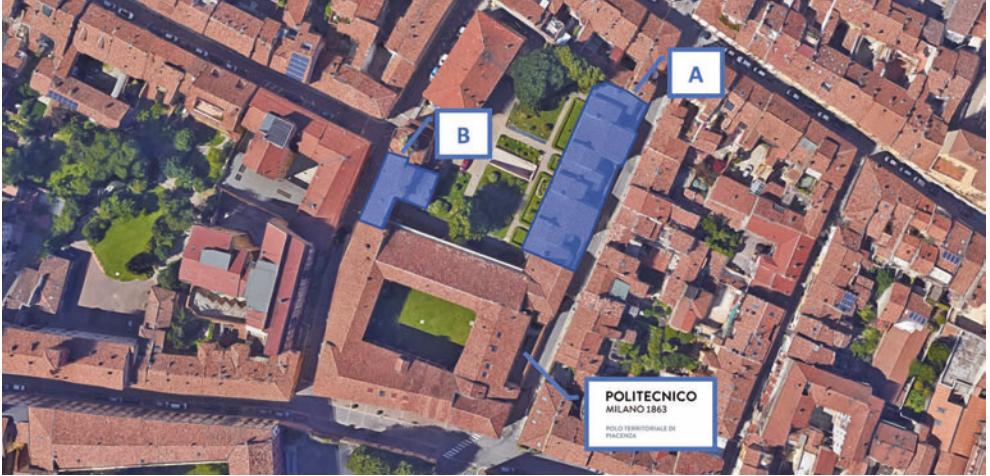 A
B
POLITECNICO
MILANO 1863
POLO TERRITORIALE DI
PIACENZA